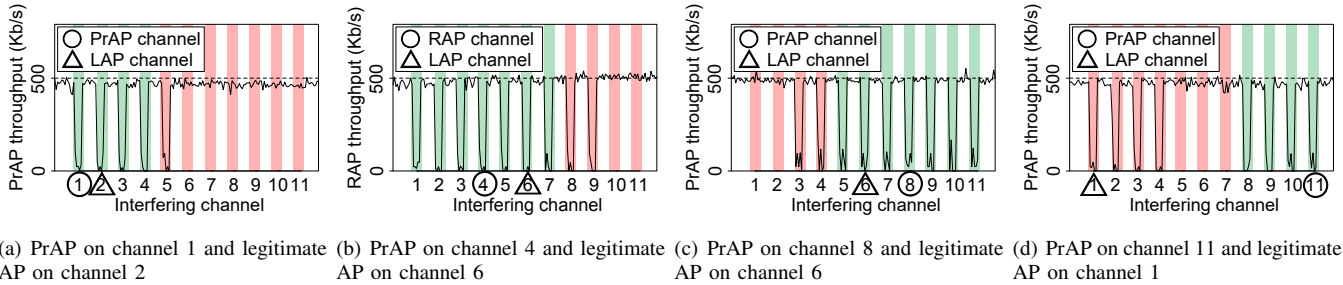 PrAP throughput (Kb/s)
500
0
PrAP channel
LAP channel
1 2 3 4 5 6 7 8 9 10 11
Interfering channel
(a) PrAP on channel 1 and legitimate
AP on channel 2
RAP throughput (Kb/s)
500
0
RAP channel
LAP channel
1 2 3 4 5 6 7 8 9 10 11
Interfering channel
(b) PrAP on channel 4 and legitimate
AP on channel 6
PrAP throughput (Kb/s)
500
0
PrAP channel
LAP channel
1 2 3 4 5 6 7 8 9 10 11
Interfering channel
(c) PrAP on channel 8 and legitimate
AP on channel 6
PrAP throughput (Kb/s)
500
0
PrAP channel
LAP channel
1 2 3 4 5 6 7 8 9 10 11
Interfering channel
(d) PrAP on channel 11 and legitimate
AP on channel 1